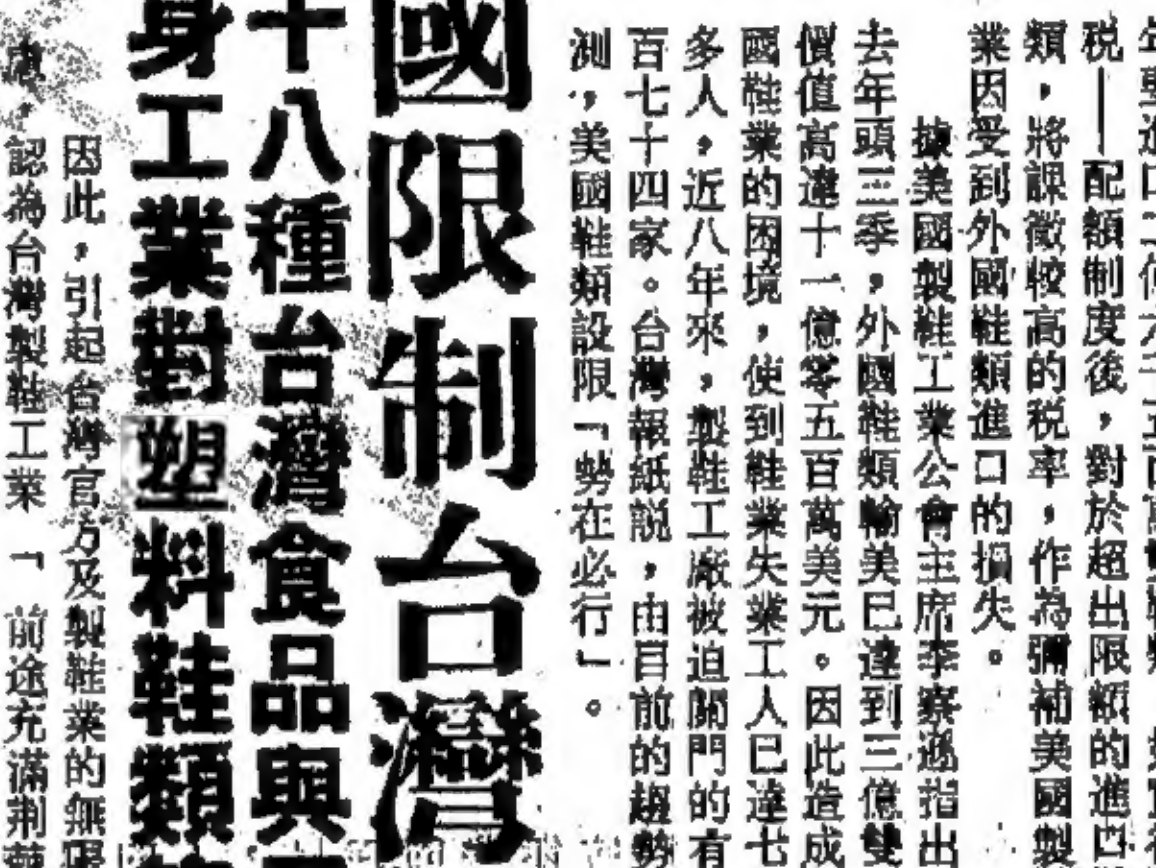 税——配額制度後，對於超出限額的進口
類，將課徵較高的税率，作為彌補美國製
業因受到外國鞋類進口的損失。
據美國製鞋工業公會主席李察遜指出
去年頭三季，外國鞋類輸美已達到三億雙
價值高達十一億零五百萬美元。因此造成
國鞋業的困境，使到鞋業失業工人已達七
多人，近八年來，製鞋工廠被迫關門的有
百七十四家。台灣報紙説，由目前的趨勢
測，美國鞋類設限「勢在必行」。
國限制台灣
十八種台灣食品與
身工業對塑料鞋類
因此，引起台灣官方及製鞋業的無
，認為台灣製鞋工業「前途充滿荆